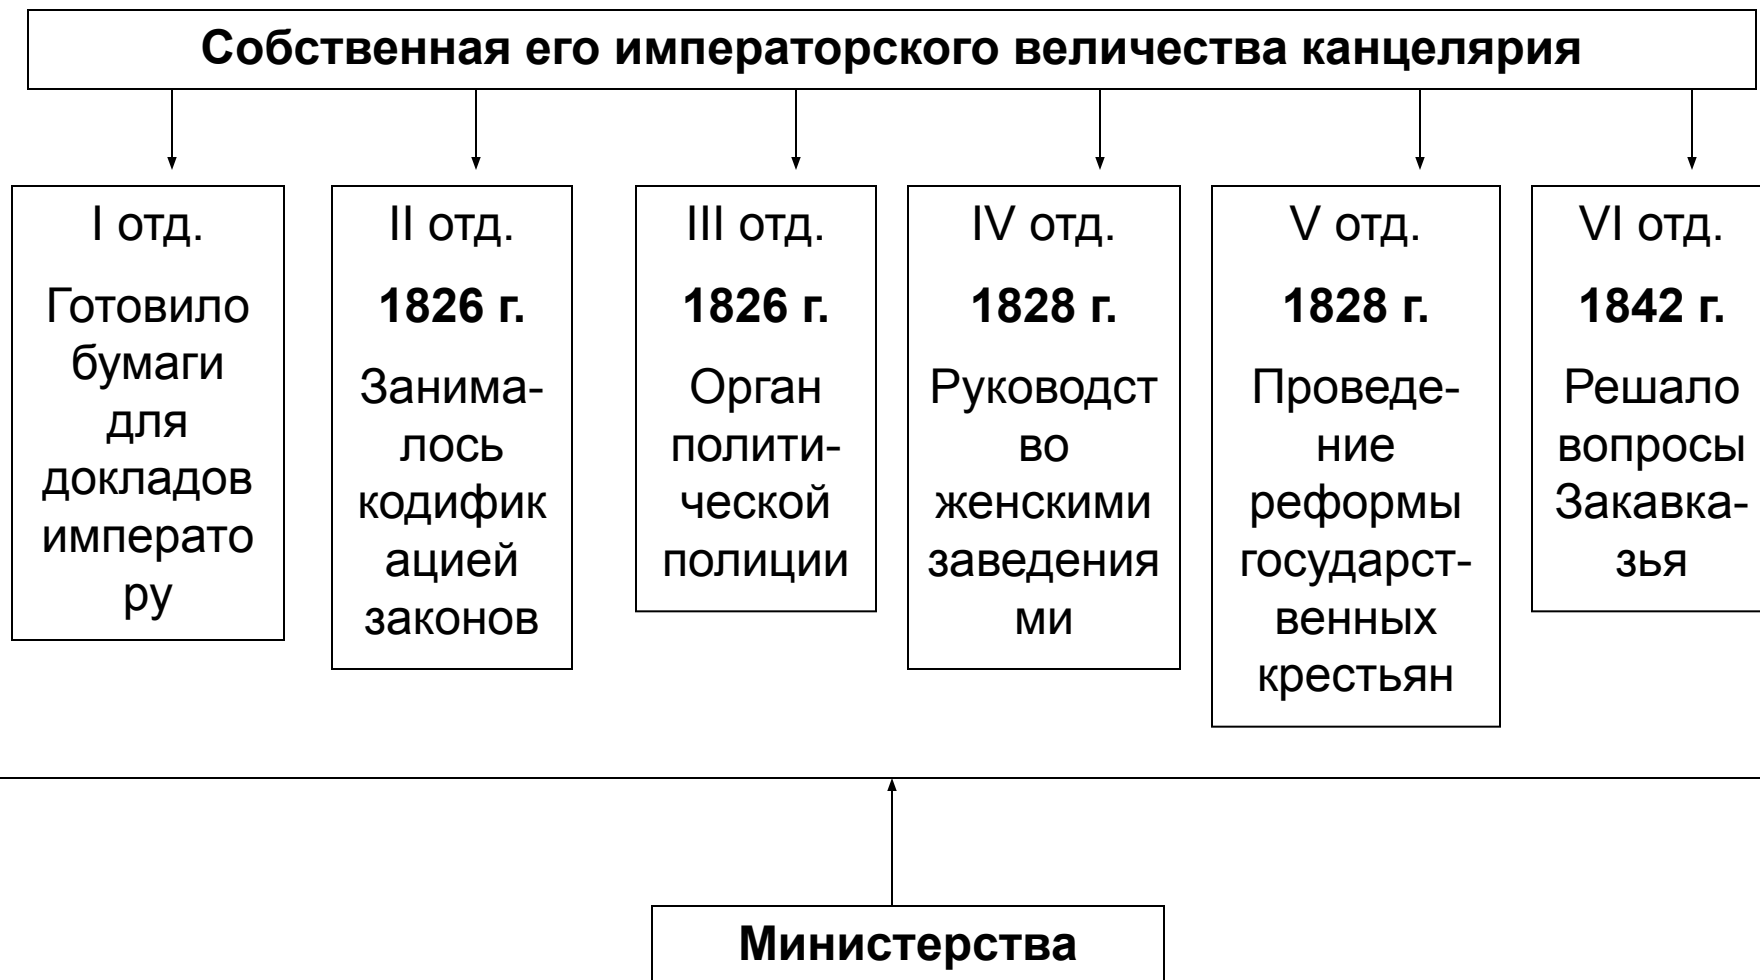 Собственная его императорского величества канцелярия
I отд.
Готовило
бумаги
для
докладов
императо
ру
II отд.
1826 г.
Занима-
лось
кодифик
ацией
законов
III отд.
1826 г.
Орган
полити-
ческой
полиции
IV отд.
1828 г.
Руководст
во
женскими
заведения
ми
V отд.
1828 г.
Проведе-
ние
реформы
государст-
венных
крестьян
VI отд.
1842 г.
Решало
вопросы
Закавка-
зья
Министерства